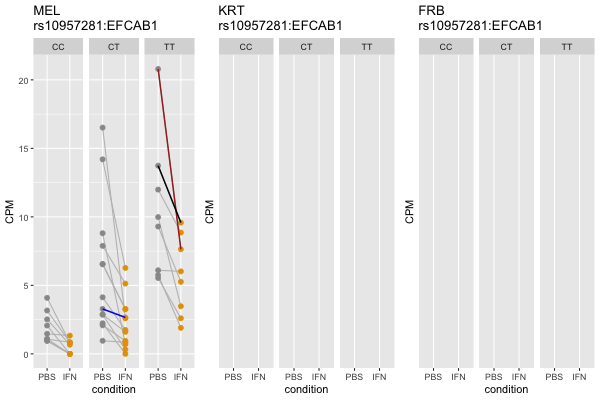 MEL
rs10957281:EFCAB1
KRT
rs10957281:EFCAB1
FRB
rs10957281:EFCAB1
CC CT TT
CC CT TT
CC CT TT
CPM
20
15
10
5
0
CPM
CPM
PBS IFN PBS IFN PBS IFN
PBS IFN PBS IFN PBS IFN
PBS IFN PBS IFN PBS IFN
condition
condition
condition